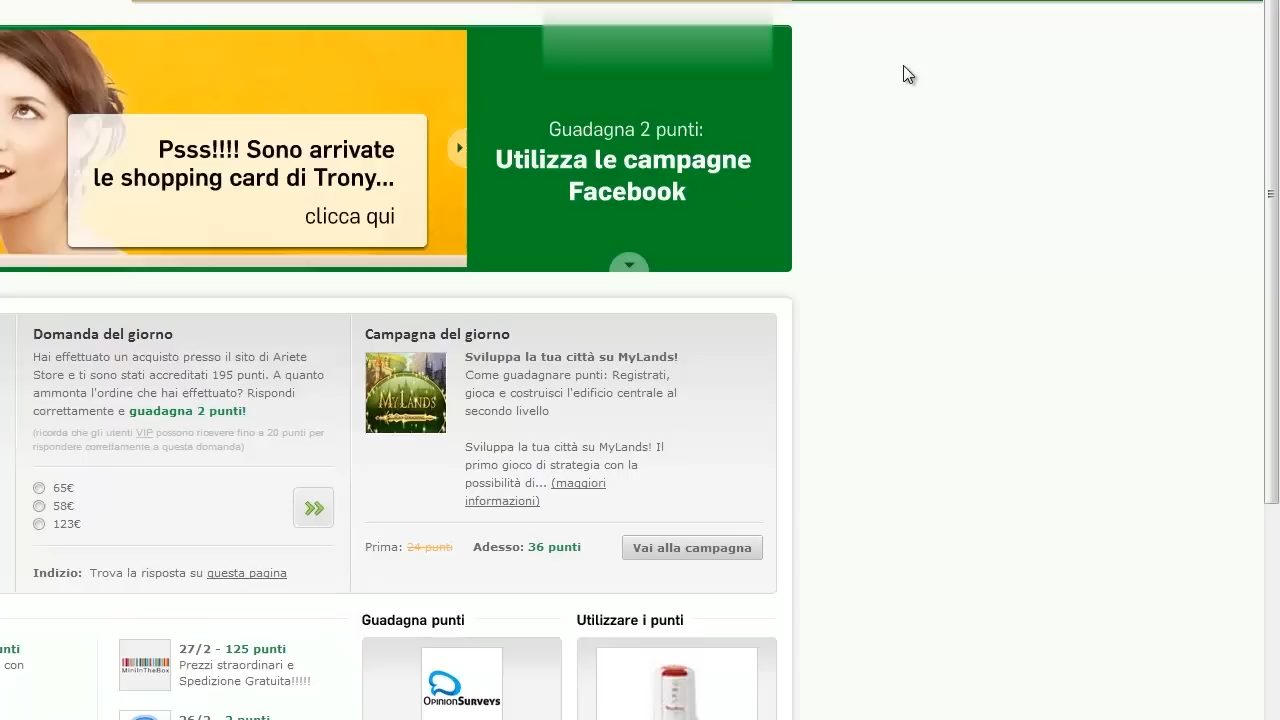 Psss!!!! Sono arrivate
le shopping card di Trony...
clicca qui
Guadagna 2 punti:
Utilizza le campagne
Facebook
Domanda del giorno
Hai effettuato un acquisto presso il sito di Ariete
Store e ti sono stati accreditati 195 punti. A quanto
ammonta l'ordine che hai effettuato? Rispondi
correttamente e guadagna 2 punti!
(ricorda che gli utenti VIP possono ricevere fino a 20 punti per
rispondere correttamente a questa domanda)
65€
58€
123€
Indizio: Trova la risposta su questa pagina
Campagna del giorno
MYLANDS
Sviluppa la tua città su MyLands!
Come guadagnare punti: Registrati,
gioca e costruisci l'edificio centrale al
secondo livello
Sviluppa la tua città su MyLands! Il
primo gioco di strategia con la
possibilità di... (maggiori
informazioni)
Prima: 24 punti Adesso: 36 punti
Vai alla campagna
con
MiniInTheBox
27/2 - 125 punti
Prezzi straordinari e
Spedizione Gratuita!!!!!
26/2 - 2 punti
Guadagna punti
OPINIONSURVEYS
Utilizzare i punti